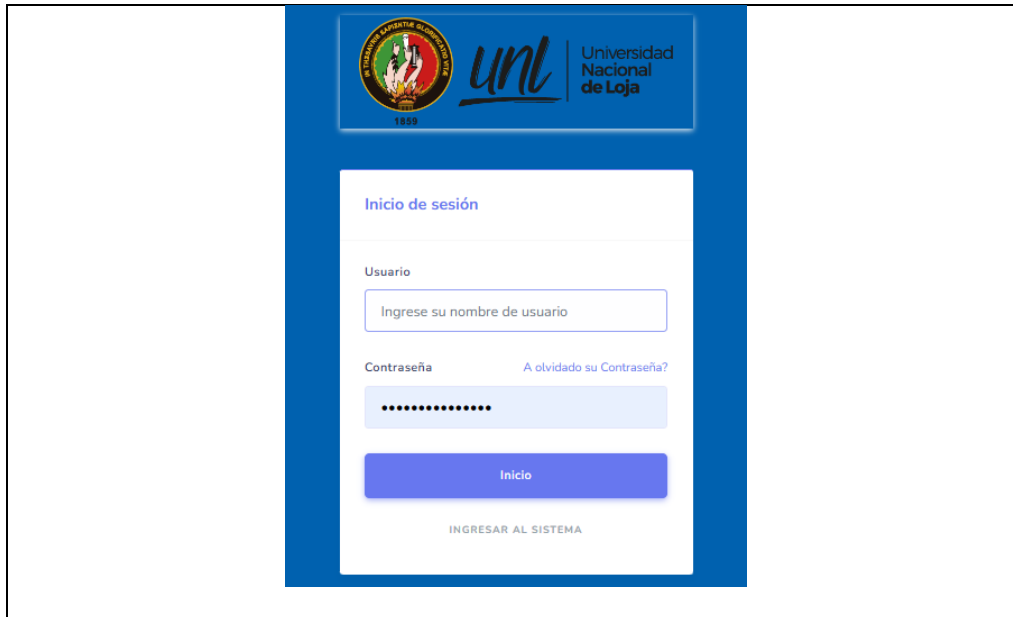 IN THESAVRIS SAPIENTIÆ GLORIFICATIO VITÆ
1859
unl
Universidad
Nacional
de Loja
Inicio de sesión
Usuario
Ingrese su nombre de usuario
Contraseña A olvidado su Contraseña?
Inicio
INGRESAR AL SISTEMA